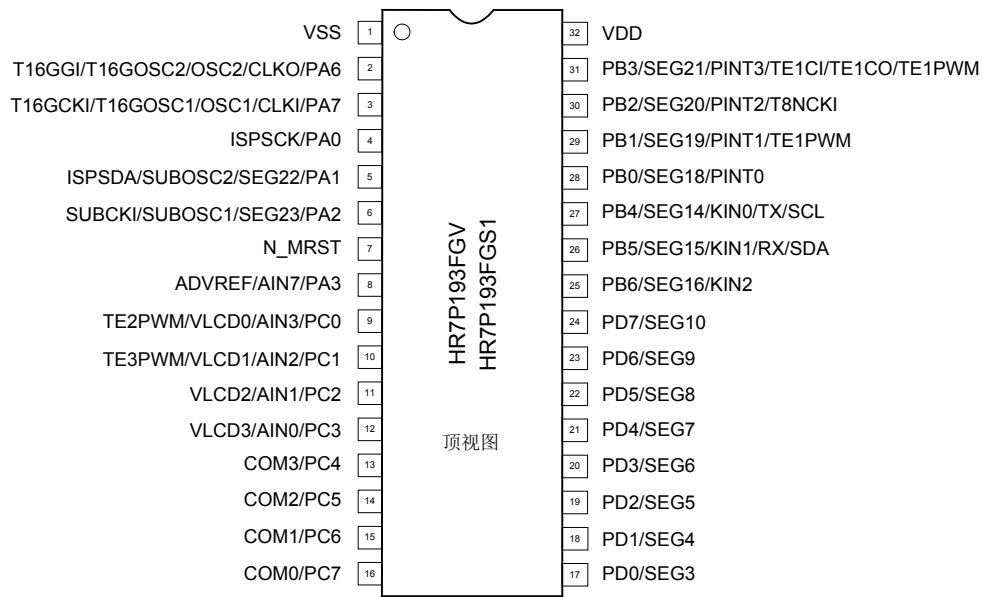 VSS 1 32 VDD
T16GGI/T16GOSC2/OSC2/CLKO/PA6 2 31 PB3/SEG21/PINT3/TE1CI/TE1CO/TE1PWM
T16GCKI/T16GOSC1/OSC1/CLKI/PA7 3 30 PB2/SEG20/PINT2/T8NCKI
ISPSCK/PA0 4 29 PB1/SEG19/PINT1/TE1PWM
ISPSDA/SUBOSC2/SEG22/PA1 5 28 PB0/SEG18/PINT0
SUBCKI/SUBOSC1/SEG23/PA2 6 27 PB4/SEG14/KIN0/TX/SCL
N_MRST 7 26 PB5/SEG15/KIN1/RX/SDA
ADVREF/AIN7/PA3 8 25 PB6/SEG16/KIN2
TE2PWM/VLCD0/AIN3/PC0 9 24 PD7/SEG10
TE3PWM/VLCD1/AIN2/PC1 10 23 PD6/SEG9
VLCD2/AIN1/PC2 11 22 PD5/SEG8
VLCD3/AIN0/PC3 12 21 PD4/SEG7
COM3/PC4 13 20 PD3/SEG6
COM2/PC5 14 19 PD2/SEG5
COM1/PC6 15 18 PD1/SEG4
COM0/PC7 16 17 PD0/SEG3
HR7P193FGV
HR7P193FGS1
顶视图